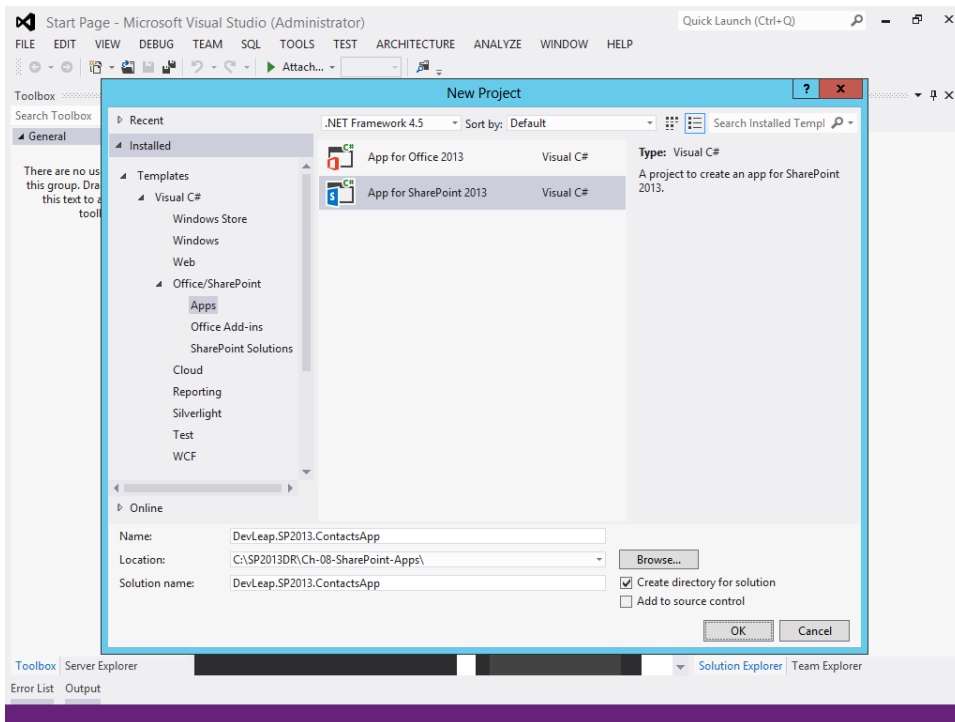 Start Page - Microsoft Visual Studio (Administrator)
Quick Launch (Ctrl+Q)
FILE EDIT VIEW DEBUG TEAM SQL TOOLS TEST ARCHITECTURE ANALYZE WINDOW HELP
Attach...
Toolbox
Search Toolbox
General
There are no us
this group. Dra
this text to a
tool
New Project
?
x
Recent
.NET Framework 4.5
Sort by: Default
Search Installed Templ
Installed
Templates
Visual C#
Windows Store
Windows
Web
Office/SharePoint
Apps
Office Add-ins
SharePoint Solutions
Cloud
Reporting
Silverlight
Test
WCF
Online
C# App for Office 2013 Visual C#
C# App for SharePoint 2013 Visual C#
Type: Visual C#
A project to create an app for SharePoint
2013.
Name: DevLeap.SP2013.ContactsApp
Location: C:\SP2013DR\Ch-08-SharePoint-Apps\
Browse...
Solution name: DevLeap.SP2013.ContactsApp
Create directory for solution
Add to source control
OK Cancel
Toolbox Server Explorer
Solution Explorer Team Explorer
Error List Output